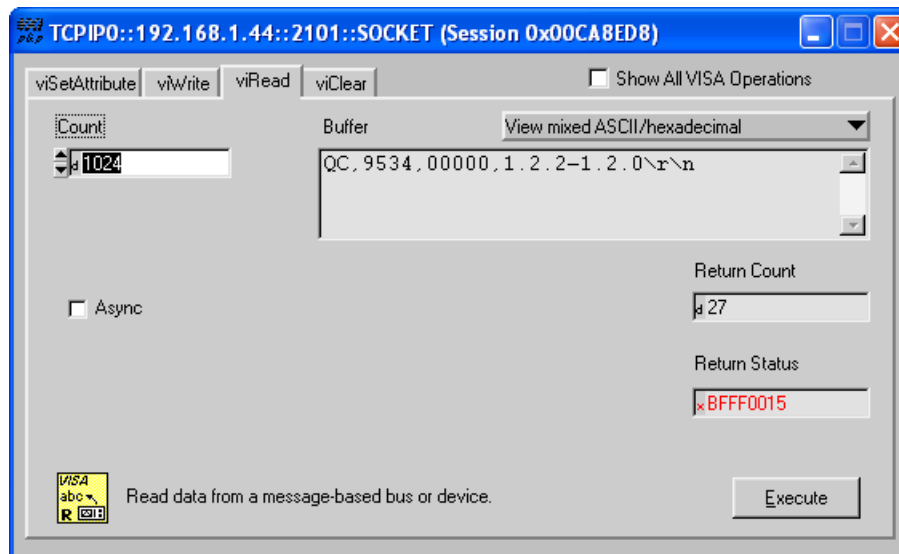 TCPIP0::192.168.1.44::2101::SOCKET (Session 0x00CA8ED8)
viSetAttribute viWrite viRead viClear Show All VISA Operations
Count Buffer View mixed ASCII/hexadecimal
d 1024
QC,9534,00000,1.2.2-1.2.0\r\n
Return Count
Async
d 27
Return Status
x BFFF0015
VISA
abc
R
Read data from a message-based bus or device.
Execute